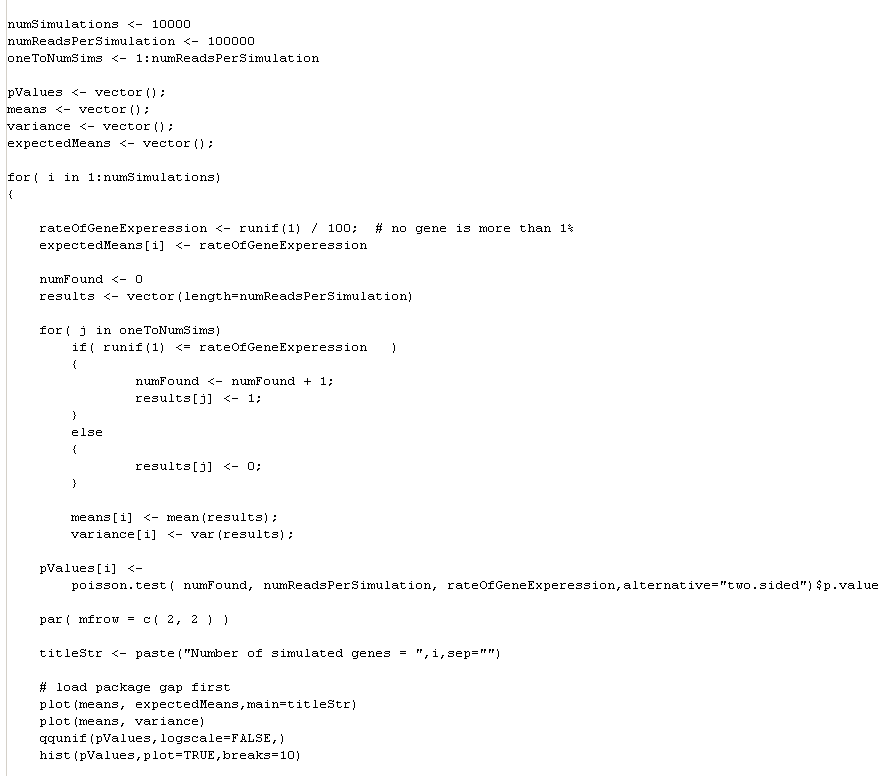 numSimulations <- 10000
numReadsPerSimulation <- 100000
oneToNumSims <- 1:numReadsPerSimulation
pValues <- vector();
means <- vector();
variance <- vector();
expectedMeans <- vector();
for( i in 1:numSimulations)
{
rateOfGeneExperession <- runif(1) / 100;  # no gene is more than 1%
expectedMeans[i] <- rateOfGeneExperession
numFound <- 0
results <- vector(length=numReadsPerSimulation)
for( j in oneToNumSims)
if( runif(1) <= rateOfGeneExperession   )
{
numFound <- numFound + 1;
results[j] <- 1;
}
else
{
results[j] <- 0;
}
means[i] <- mean(results);
variance[i] <- var(results);
pValues[i] <-
poisson.test( numFound, numReadsPerSimulation, rateOfGeneExperession,alternative="two.sided")$p.value
par( mfrow = c( 2, 2 ) )
titleStr <- paste("Number of simulated genes = ",i,sep="")
# load package gap first
plot(means, expectedMeans,main=titleStr)
plot(means, variance)
qqunif(pValues,logscale=FALSE,)
hist(pValues,plot=TRUE,breaks=10)